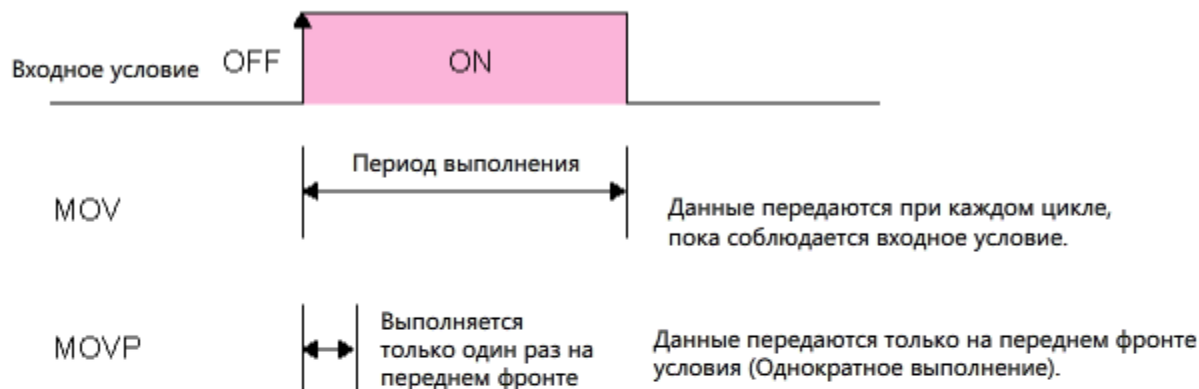 Входное условие OFF ON
Период выполнения
MOV
Данные передаются при каждом цикле,
пока соблюдается входное условие.
MOVP
Выполняется
только один раз на
переднем фронте
Данные передаются только на переднем фронте
условия (Однократное выполнение).